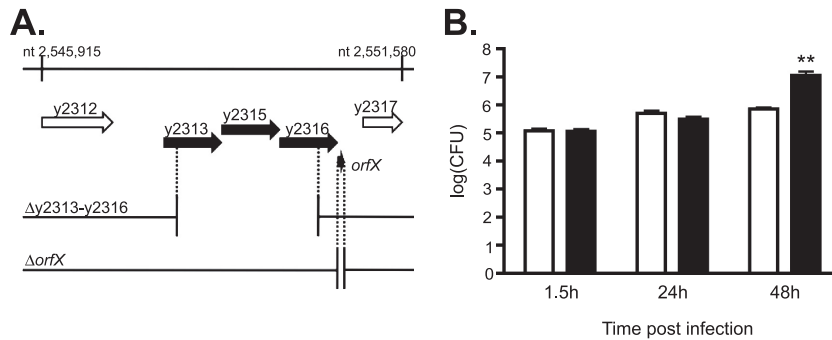 A.
nt 2,545,915
nt 2,551,580
y2312
y2313
y2315
y2316
y2317
orfX
Δy2313-y2316
ΔorfX
B.
log(CFU)
8
7
6
5
4
3
2
1
0
**
1.5h
24h
48h
Time post infection